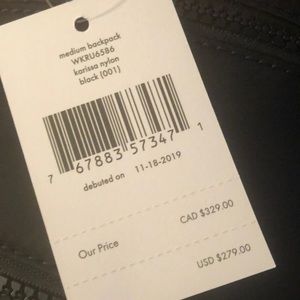 medium backpack
WKRU6586
karissa nylon
black (001)
7 67883 57347 1
debuted on 11-18-2019
CAD $329.00
Our Price
USD $279.00